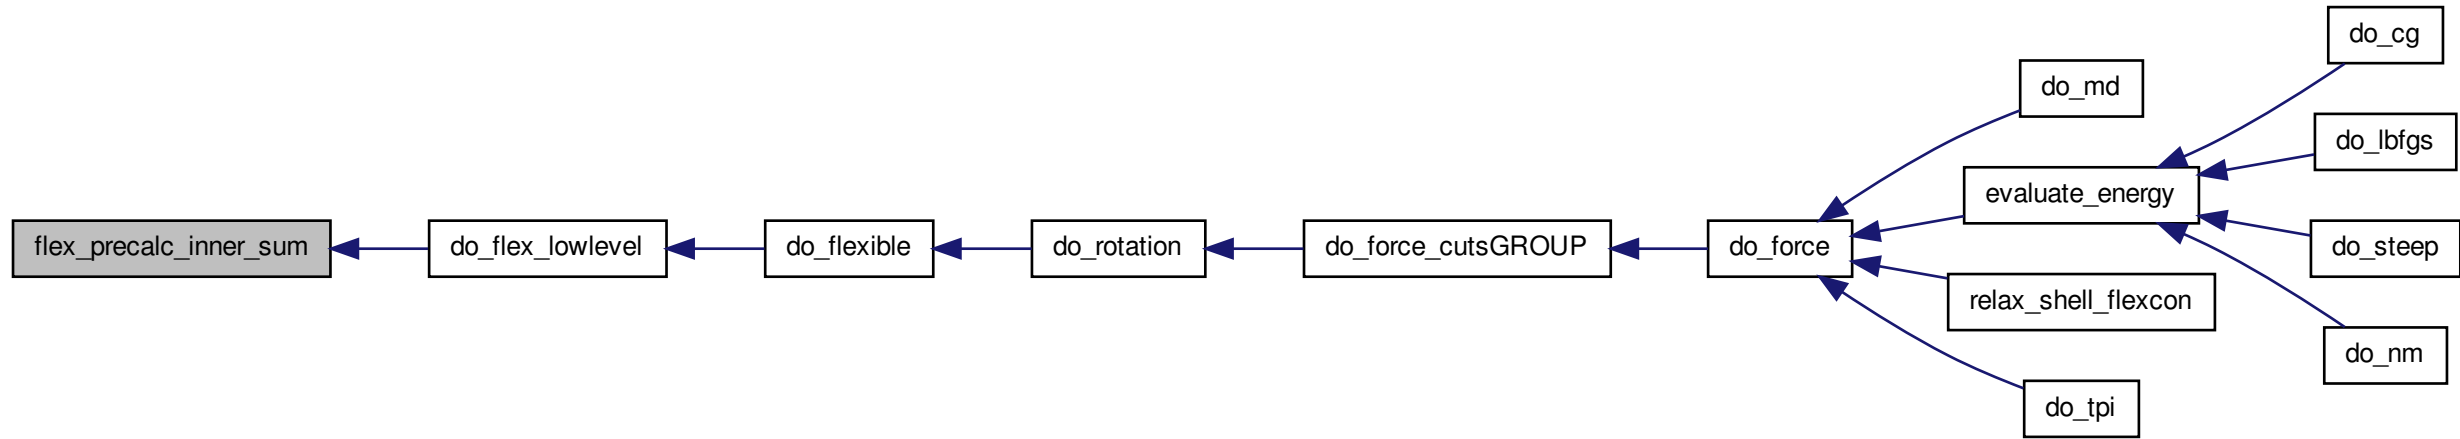 flex_precalc_inner_sum
do_flex_lowlevel
do_flexible
do_rotation
do_force_cutsGROUP
do_force
do_md
evaluate_energy
relax_shell_flexcon
do_tpi
do_cg
do_lbfgs
do_steep
do_nm